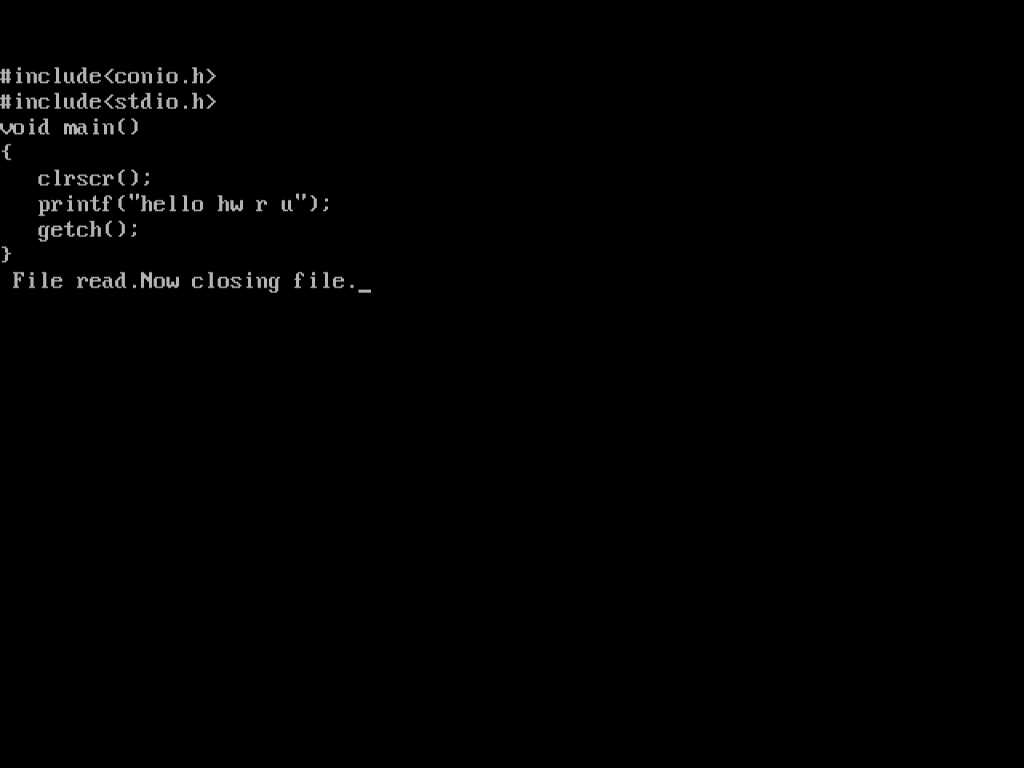 #include<conio.h>
#include<stdio.h>
void main()
{
   clrscr();
   printf("hello hw r u");
   getch();
}
 File read.Now closing file._